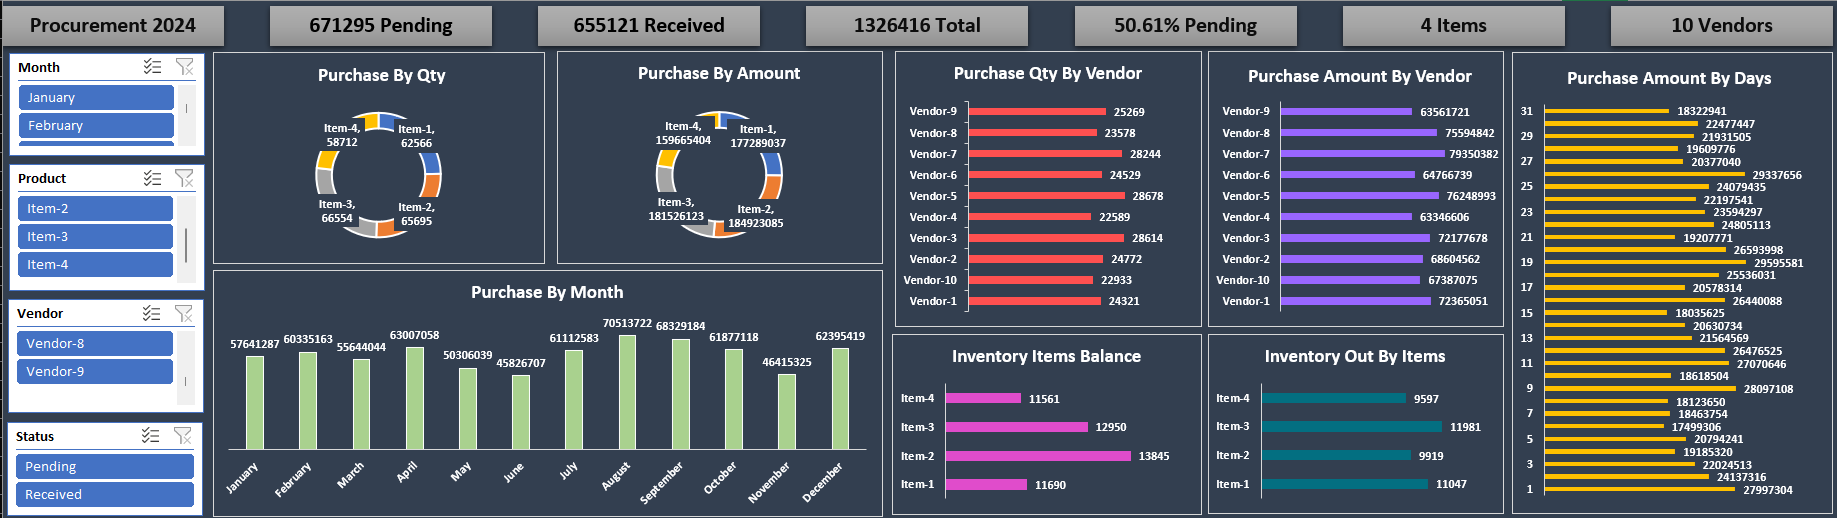 Procurement 2024
671295 Pending
655121 Received
1326416 Total
50.61% Pending
4 Items
10 Vendors
Month
January
February
Product
Item-2
Item-3
Item-4
Vendor
Vendor-8
Vendor-9
Status
Pending
Received
Purchase By Qty
Item-4,
58712
Item-1,
62566
Item-3,
66554
Item-2,
65695
Purchase By Amount
Item-4,
159665404
Item-1,
177289037
Item-3,
181526123
Item-2,
184923085
Purchase By Month
57641287
60335163
55644044
63007058
50306039
45826707
61112583
70513722
68329184
61877118
46415325
62395419
January
February
March
April
May
June
July
August
September
October
November
December
Purchase Qty By Vendor
Vendor-9 25269
Vendor-8 23578
Vendor-7 28244
Vendor-6 24529
Vendor-5 28678
Vendor-4 22589
Vendor-3 28614
Vendor-2 24772
Vendor-10 22933
Vendor-1 24321
Purchase Amount By Vendor
Vendor-9 63561721
Vendor-8 75594842
Vendor-7 79350382
Vendor-6 64766739
Vendor-5 76248993
Vendor-4 63346606
Vendor-3 72177678
Vendor-2 68604562
Vendor-10 67387075
Vendor-1 72365051
Inventory Items Balance
Item-4 11561
Item-3 12950
Item-2 13845
Item-1 11690
Inventory Out By Items
Item-4 9597
Item-3 11981
Item-2 9919
Item-1 11047
Purchase Amount By Days
31 18322941
22477447
29 21931505
19609776
27 20377040
29337656
25 24079435
22197541
23 23594297
24805113
21 19207771
26593998
19 29595581
25536031
17 20578314
26440088
15 18035625
20630734
13 21564569
26476525
11 27070646
18618504
9 28097108
18123650
7 18463754
17499306
5 20794241
19185320
3 22024513
24137316
1 27997304